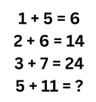 1 + 5 = 6
2 + 6 = 14
3 + 7 = 24
5 + 11 = ?